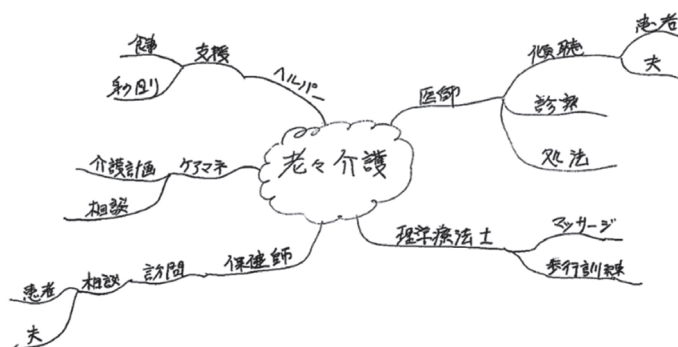 老々介護
医師
傾聴
患者
夫
診察
処法
理学療法士
マッサージ
歩行訓練
保健師
訪問
相談
患者
夫
ケアマネ
介護計画
相談
ヘルパー
支援
食事
身の回り